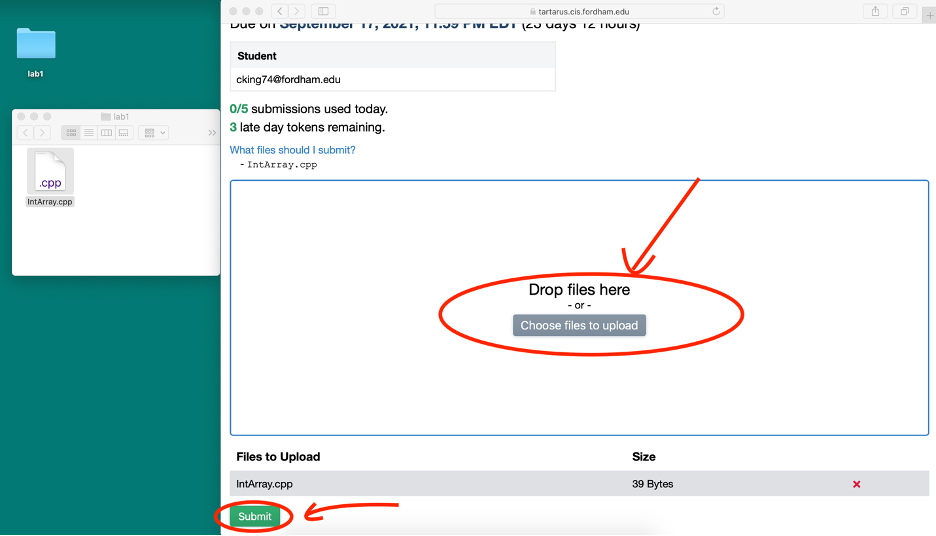 tartarus.cis.fordham.edu
Due on September 17, 2021, 11:59 PM EDT (23 days 12 hours)
lab1
Student
cking74@fordham.edu
0/5 submissions used today.
3 late day tokens remaining.
What files should I submit?
- IntArray.cpp
lab1
.cpp
IntArray.cpp
Drop files here
- or -
Choose files to upload
Files to Upload Size
IntArray.cpp 39 Bytes
Submit